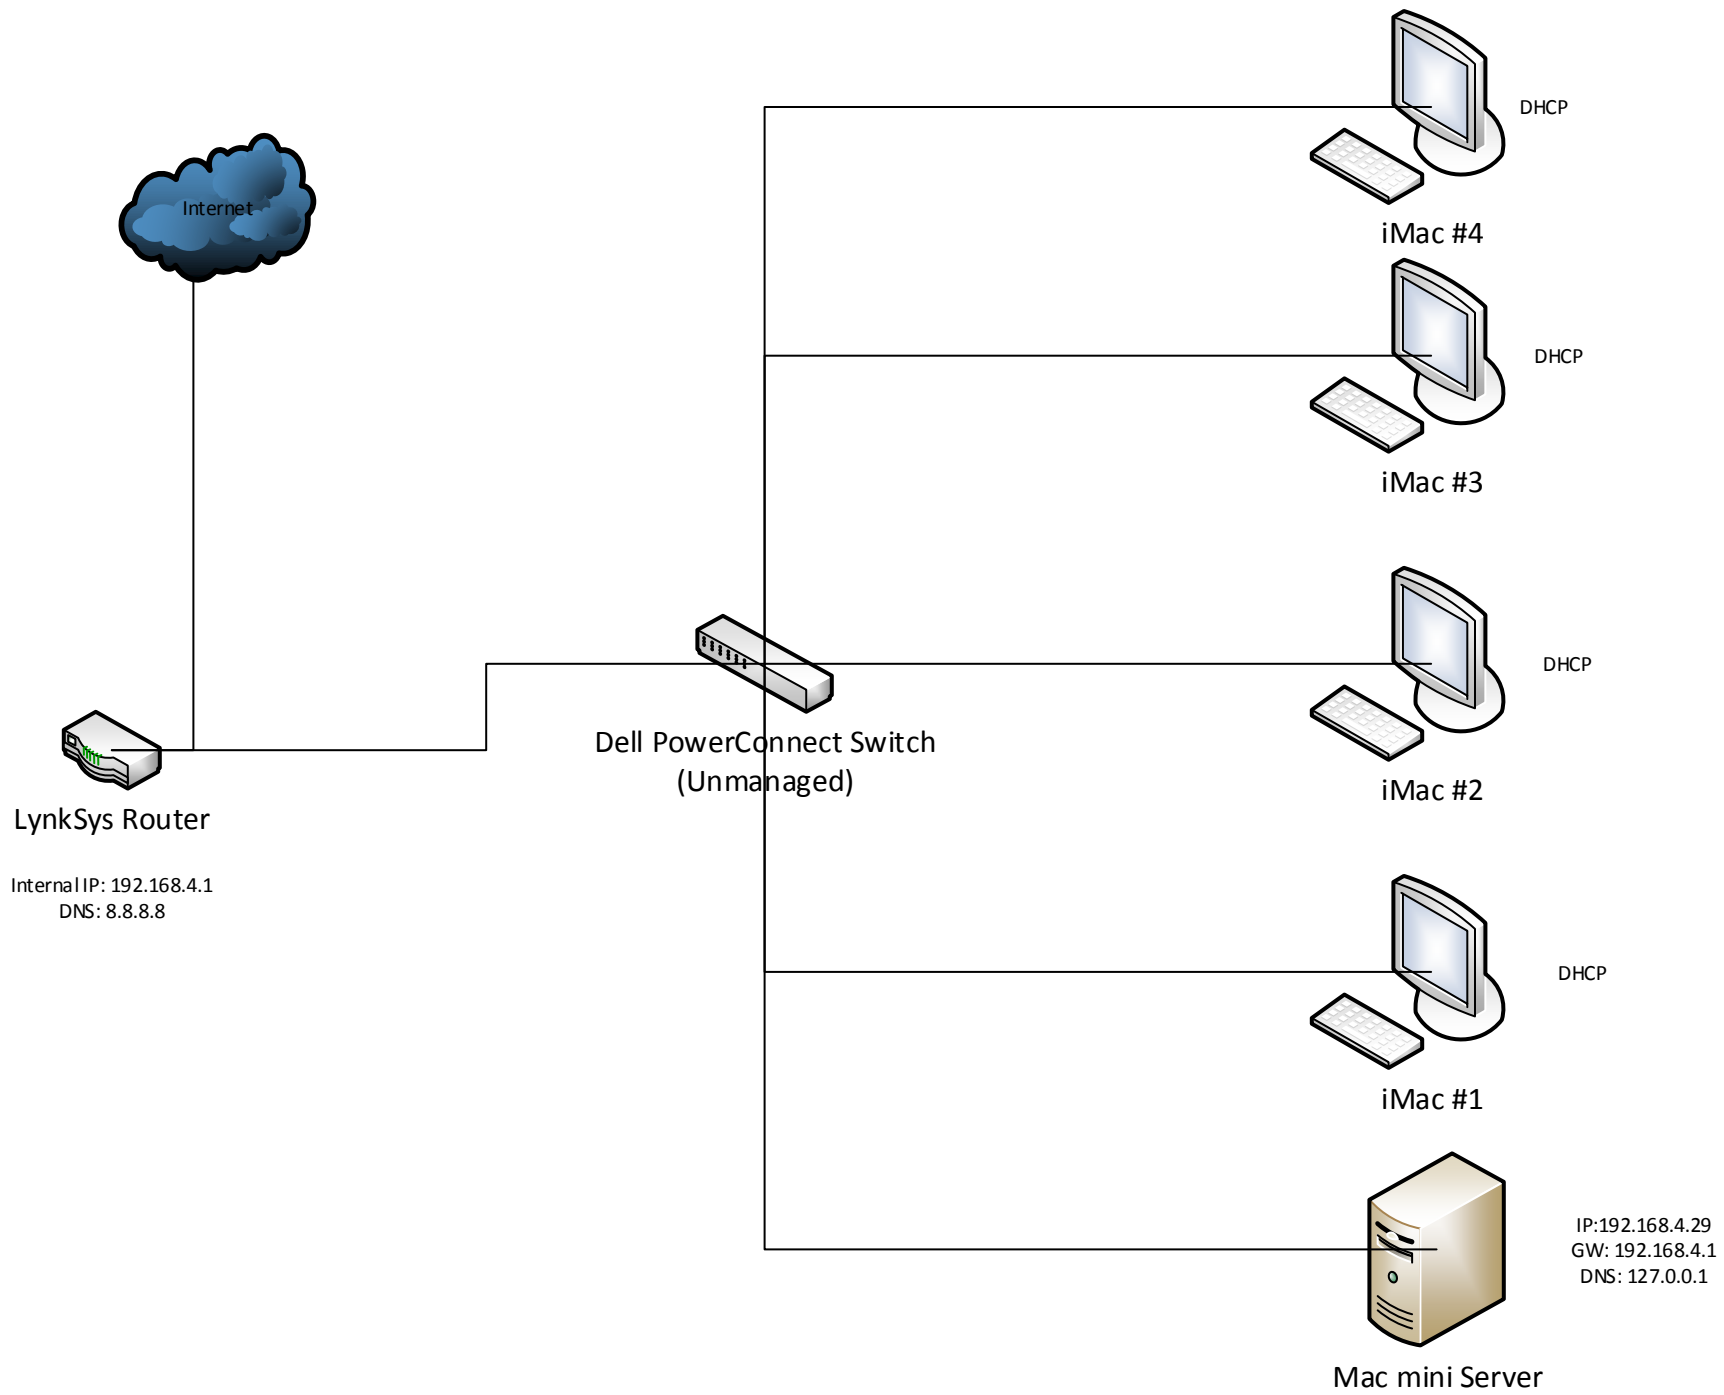 DHCP
iMac #4
Internet
DHCP
iMac #3
DHCP
Dell PowerConnect Switch
(Unmanaged)
iMac #2
LynkSys Router
Internal IP: 192.168.4.1
DNS: 8.8.8.8
DHCP
iMac #1
IP:192.168.4.29
GW: 192.168.4.1
DNS: 127.0.0.1
Mac mini Server